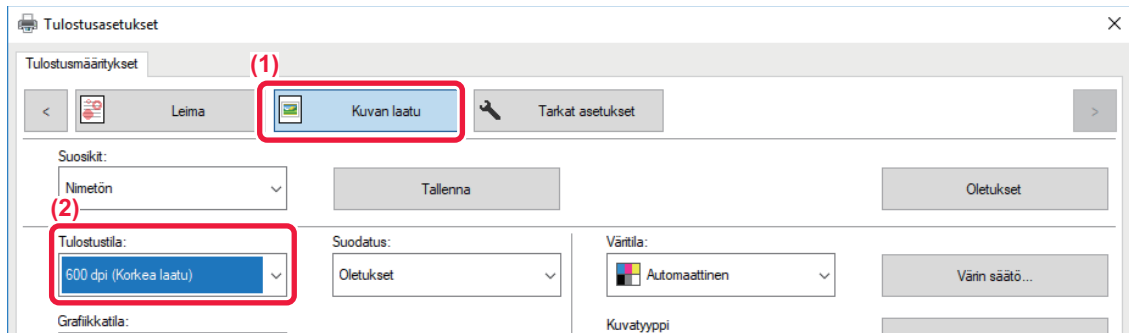 Tulostusasetukset
Tulostusmääritykset
(1)
< Leima Kuvan laatu Tarkat asetukset >
Suosikit:
Nimetön Tallenna Oletukset
(2)
Tulostustila: Suodatus: Väritila:
600 dpi (Korkea laatu) Oletukset Automaattinen Värin säätö...
Grafiikkatila: Kuvatyyppi